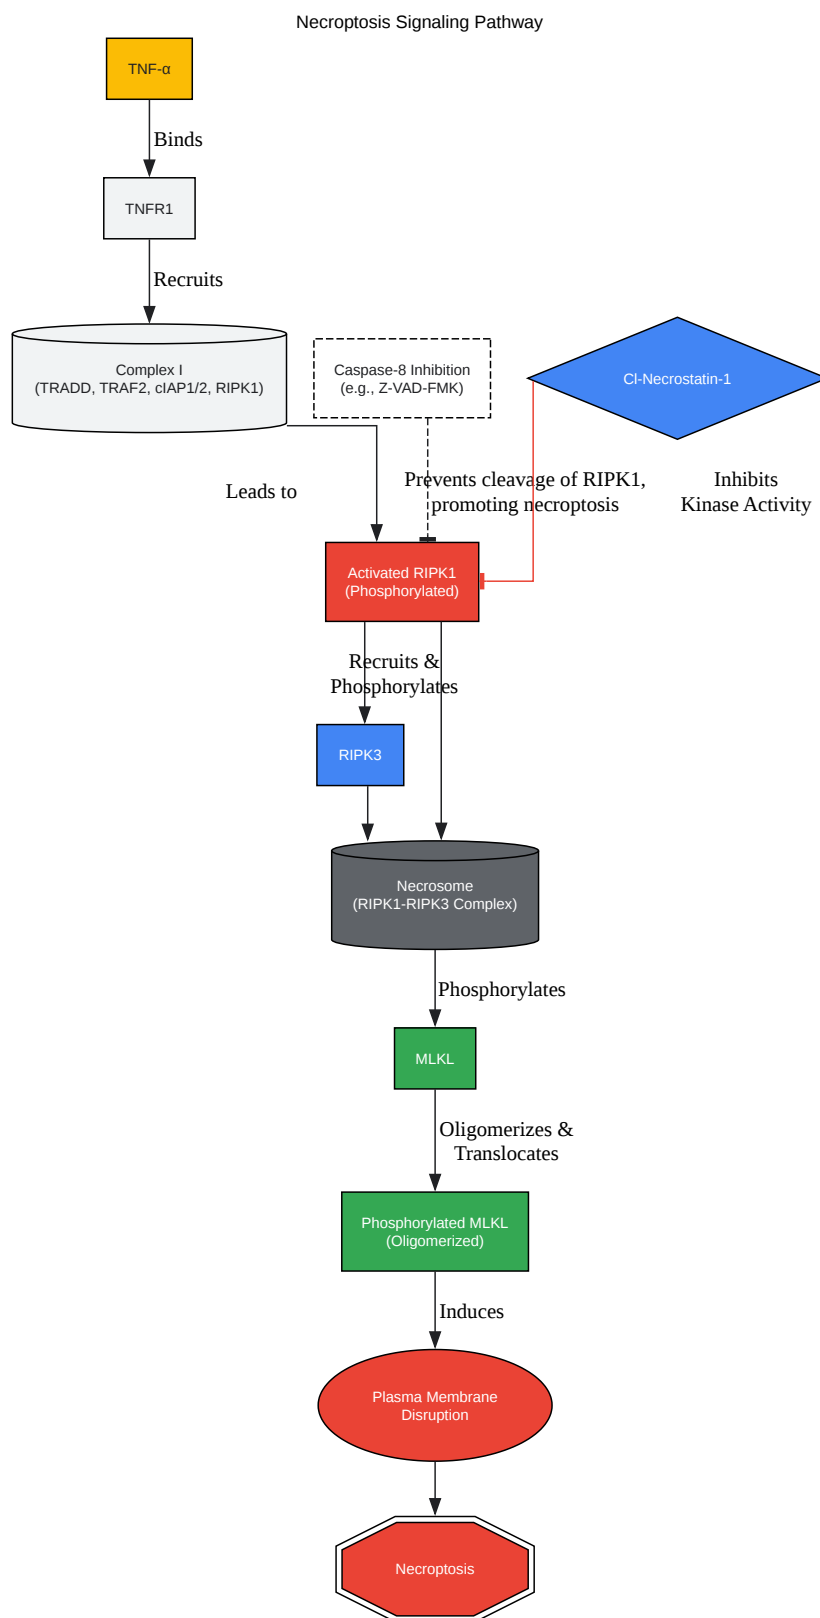 Necroptosis Signaling Pathway
TNF-α
Binds
TNFR1
Recruits
Complex I
(TRADD, TRAF2, cIAP1/2, RIPK1)
Caspase-8 Inhibition
(e.g., Z-VAD-FMK)
Cl-Necrostatin-1
Leads to
Prevents cleavage of RIPK1,
promoting necroptosis
Inhibits
Kinase Activity
Activated RIPK1
(Phosphorylated)
Recruits &
Phosphorylates
RIPK3
Necrosome
(RIPK1-RIPK3 Complex)
Phosphorylates
MLKL
Oligomerizes &
Translocates
Phosphorylated MLKL
(Oligomerized)
Induces
Plasma Membrane
Disruption
Necroptosis